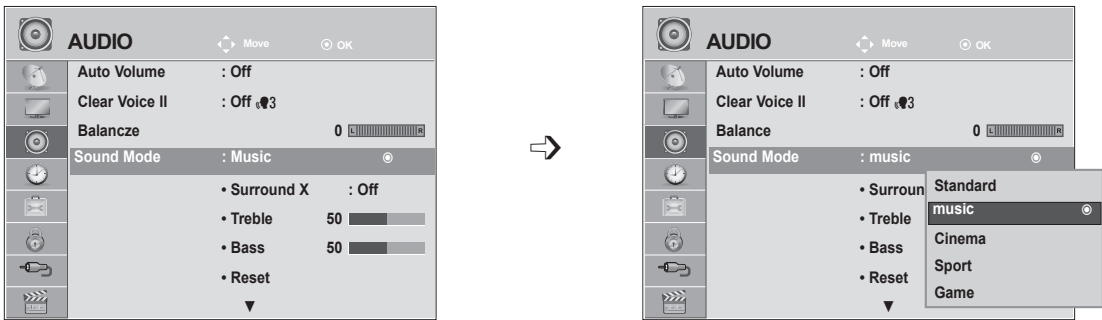 AUDIO Move OK
Auto Volume : Off
Clear Voice II : Off 3
Balancze 0 L R
Sound Mode : Music
• Surround X : Off
• Treble 50
• Bass 50
• Reset
▼
AUDIO Move OK
Auto Volume : Off
Clear Voice II : Off 3
Balance 0 L R
Sound Mode : music
• Surroun
• Treble
• Bass
• Reset
▼
Standard
music
Cinema
Sport
Game